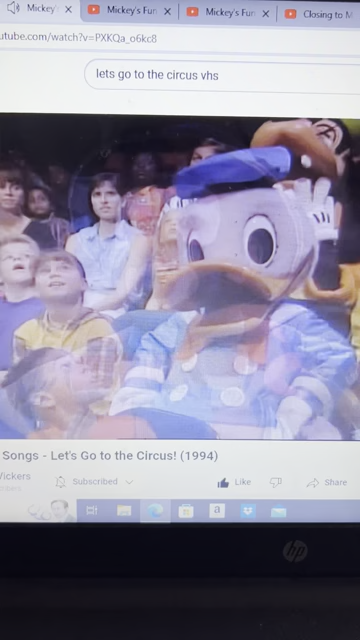 Mickey'
Mickey's Fun
Mickey's Fun
Closing to M
utube.com/watch?v=PXKQa_o6kc8
lets go to the circus vhs
Songs - Let's Go to the Circus! (1994)
Vickers
Subscribed
Like
Share
a
hp